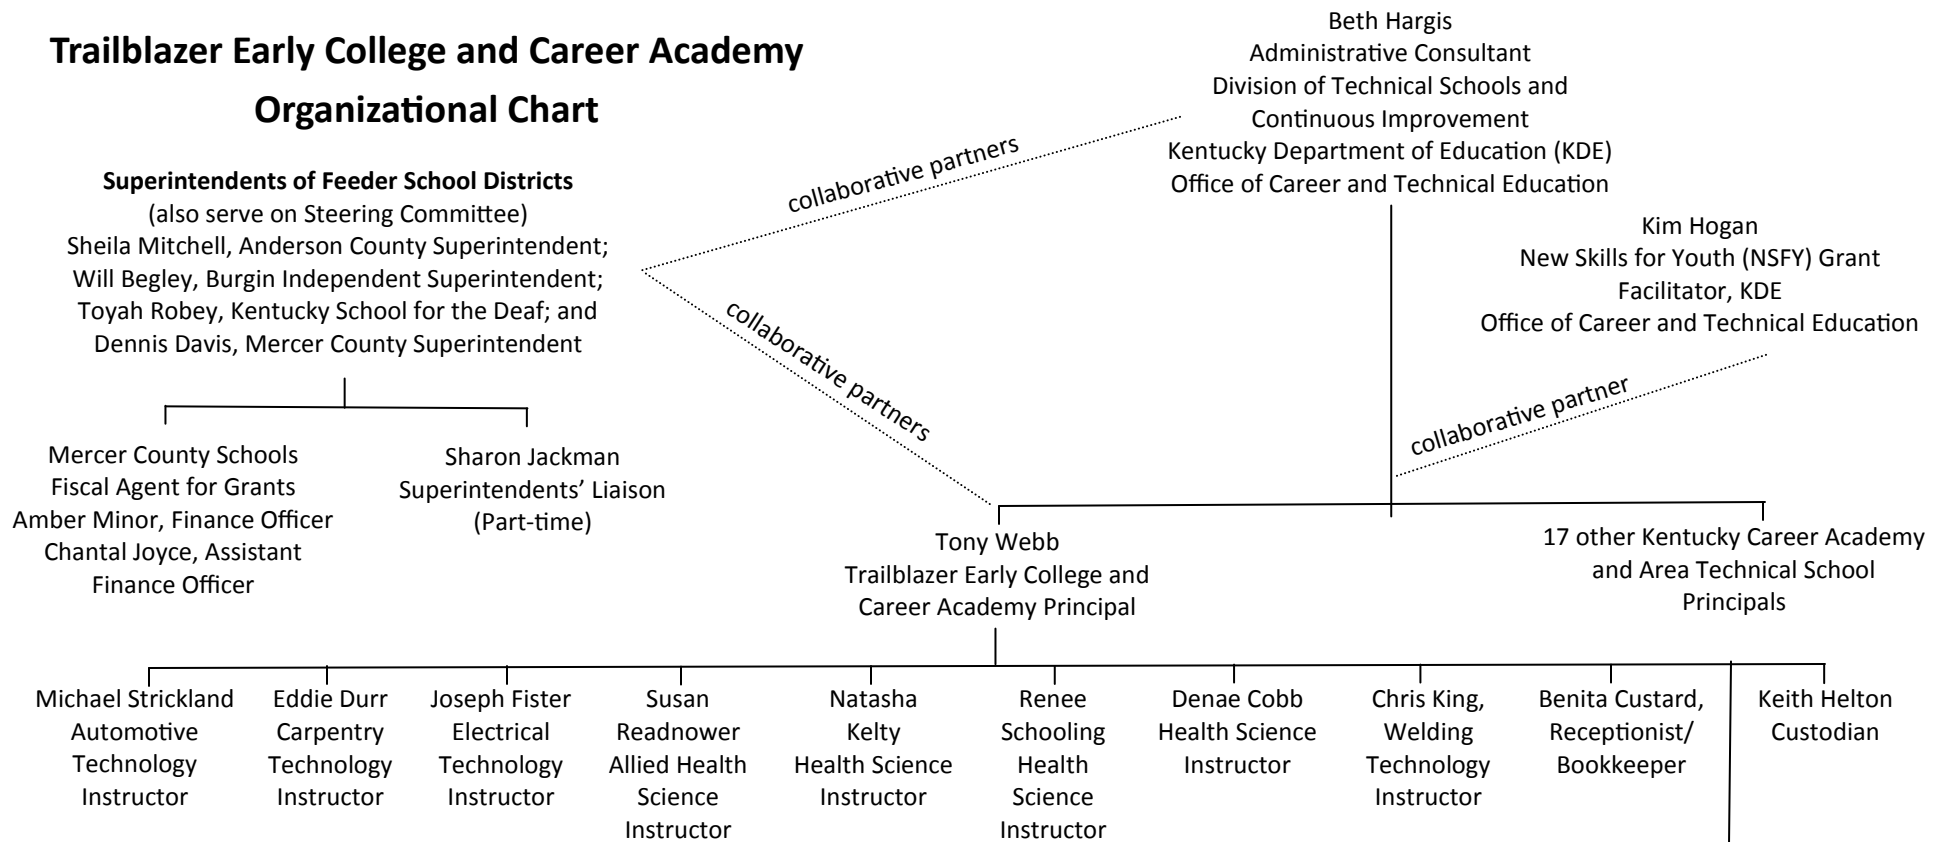 Trailblazer Early College and Career Academy
Organizational Chart
Superintendents of Feeder School Districts
(also serve on Steering Committee)
Sheila Mitchell, Anderson County Superintendent;
Will Begley, Burgin Independent Superintendent;
Toyah Robey, Kentucky School for the Deaf; and
Dennis Davis, Mercer County Superintendent
Mercer County Schools
Fiscal Agent for Grants
Amber Minor, Finance Officer
Chantal Joyce, Assistant
Finance Officer
Sharon Jackman
Superintendents’ Liaison
(Part-time)
collaborative partners
collaborative partners
Beth Hargis
Administrative Consultant
Division of Technical Schools and
Continuous Improvement
Kentucky Department of Education (KDE)
Office of Career and Technical Education
Kim Hogan
New Skills for Youth (NSFY) Grant
Facilitator, KDE
Office of Career and Technical Education
collaborative partner
Tony Webb
Trailblazer Early College and
Career Academy Principal
17 other Kentucky Career Academy
and Area Technical School
Principals
Michael Strickland
Automotive
Technology
Instructor
Eddie Durr
Carpentry
Technology
Instructor
Joseph Fister
Electrical
Technology
Instructor
Susan
Readnower
Allied Health
Science
Instructor
Natasha
Kelty
Health Science
Instructor
Renee
Schooling
Health
Science
Instructor
Denae Cobb
Health Science
Instructor
Chris King,
Welding
Technology
Instructor
Benita Custard,
Receptionist/
Bookkeeper
Keith Helton
Custodian